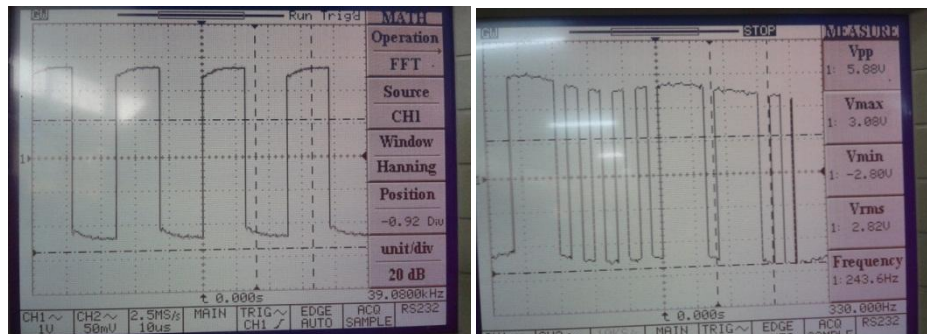 Run Trig'd
MATH
Operation
FFT
Source
CH1
Window
Hanning
Position
-0.92 Div
unit/div
20 dB
1
t 0.000s
39.0800kHz
CH1~ CH2~ 2.5MS/s MAIN TRIG~ EDGE ACQ RS232
1V 50mV 10us CH1 AUTO SAMPLE
STOP
MEASURE
Vpp
1: 5.88V
Vmax
1: 3.08V
Vmin
1: -2.80V
Vrms
1: 2.82V
Frequency
1:243.6Hz
t 0.000s
330.000Hz
MAIN TRIG~ EDGE ACQ RS232